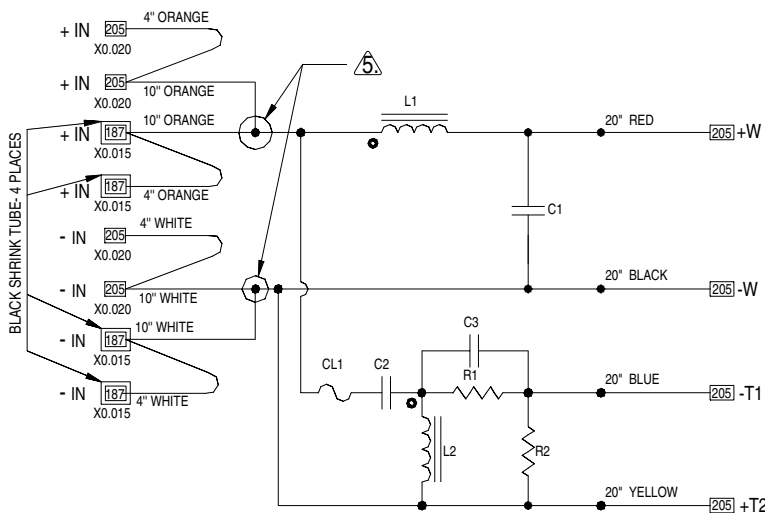 BLACK SHRINK TUBE- 4 PLACES
+ IN 205 4" ORANGE
X0.020
+ IN 205
X0.020 10" ORANGE
5.
+ IN 187 10" ORANGE
X0.015
+ IN 187
X0.015 4" ORANGE
- IN 205 4" WHITE
X0.020
- IN 205
X0.020 10" WHITE
- IN 187 10" WHITE
X0.015
- IN 187 4" WHITE
X0.015
L1
20" RED 205 +W
C1
20" BLACK 205 -W
C3
CL1 C2 R1 20" BLUE 205 -T1
L2 R2
20" YELLOW 205 +T2